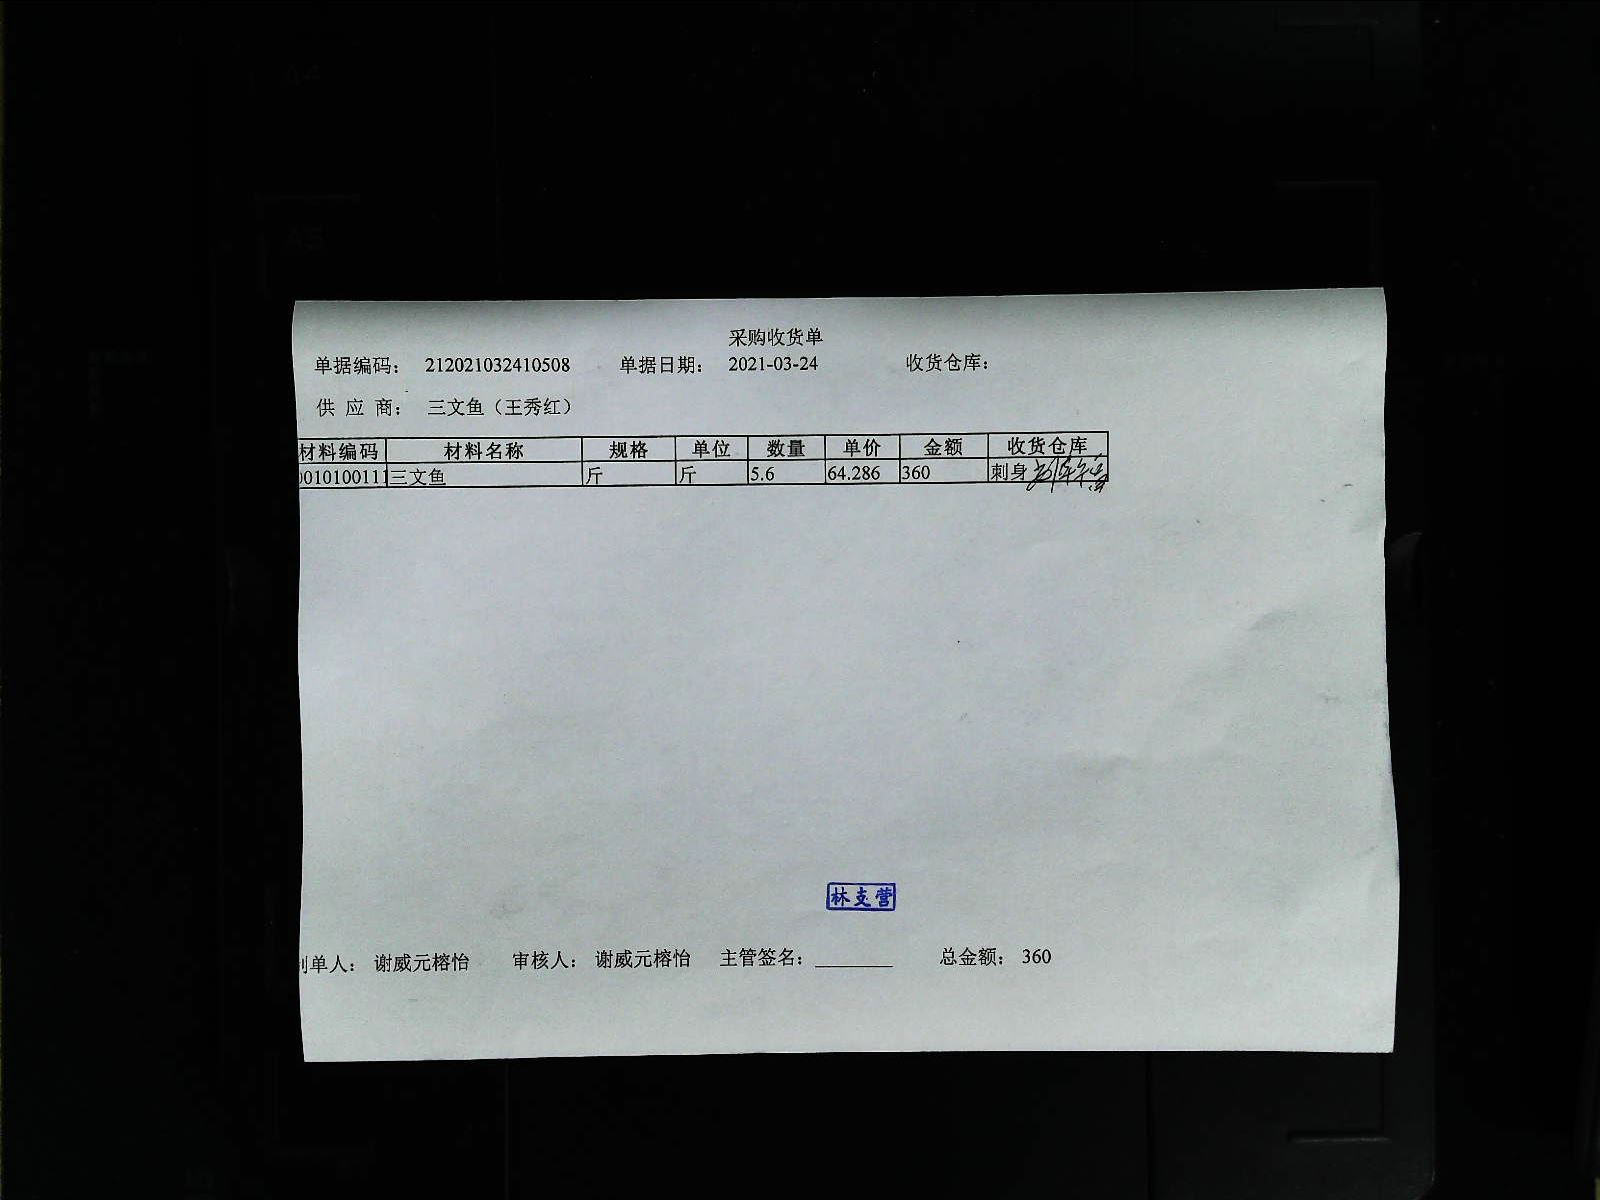 采购收货单
单据编码： 212021032410508 单据日期： 2021-03-24 收货仓库：
供 应 商： 三文鱼（王秀红）
材料编码 材料名称 规格 单位 数量 单价 金额 收货仓库
0010100111 三文鱼 斤 斤 5.6 64.286 360 刺身
林支营
制单人： 谢威元榕怡 审核人： 谢威元榕怡 主管签名：________ 总金额： 360